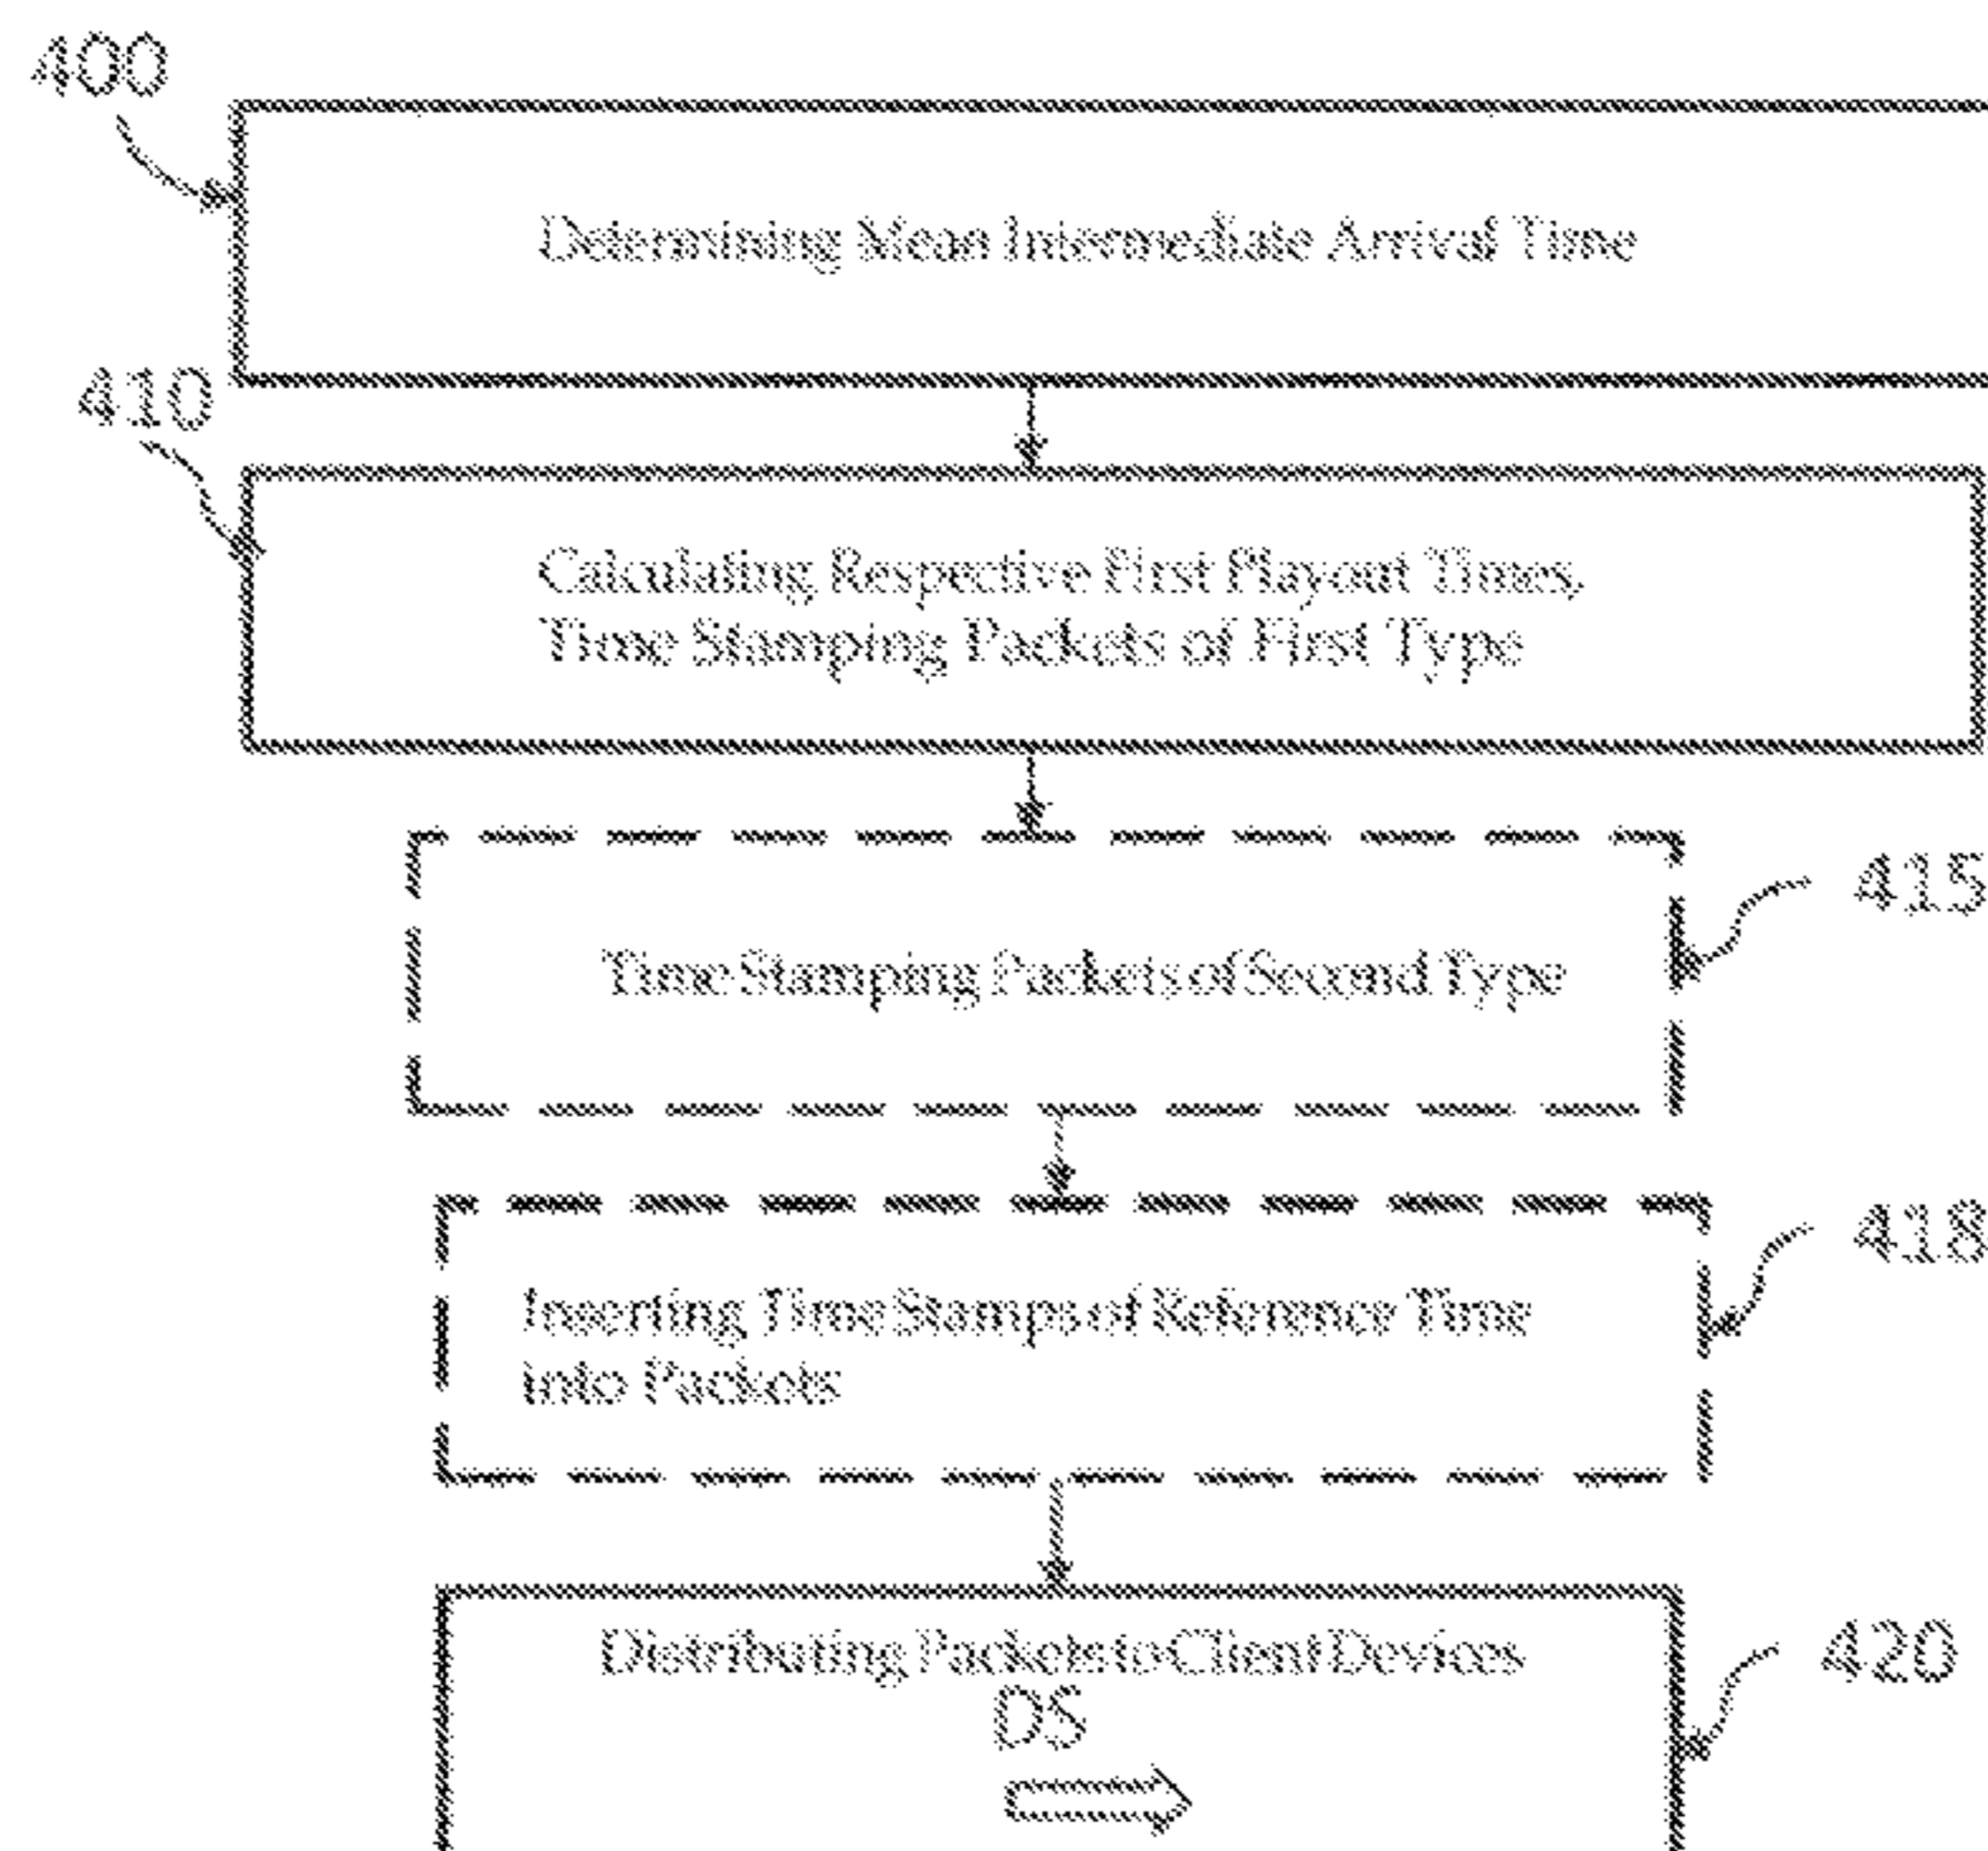 400
Determining Mean Intermediate Arrival Time
410
Calculating Respective First Playout Times,
Time Stamping Packets of First Type
415
Time Stamping Packets of Second Type
418
Inserting Time Stamps of Reference Time
into Packets
420
Distributing Packets to Client Devices
DS